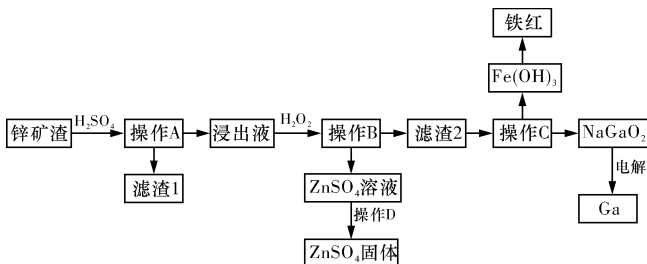 铁红
Fe(OH)₃
锌矿渣 H₂SO₄ 操作A 浸出液 H₂O₂ 操作B 滤渣2 操作C NaGaO₂
滤渣1 ZnSO₄溶液 电解
操作D Ga
ZnSO₄固体